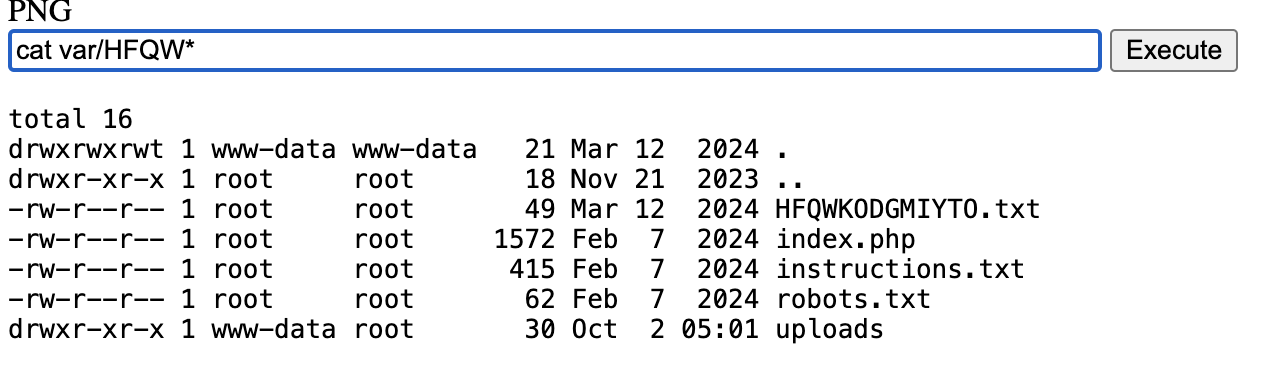 PNG
cat var/HFQW*
Execute
total 16
drwxrwxrwt 1 www-data www-data   21 Mar 12  2024 .
drwxr-xr-x 1 root     root       18 Nov 21  2023 ..
-rw-r--r-- 1 root     root       49 Mar 12  2024 HFQWKODGMIYTO.txt
-rw-r--r-- 1 root     root     1572 Feb  7  2024 index.php
-rw-r--r-- 1 root     root      415 Feb  7  2024 instructions.txt
-rw-r--r-- 1 root     root       62 Feb  7  2024 robots.txt
drwxr-xr-x 1 www-data root       30 Oct  2 05:01 uploads